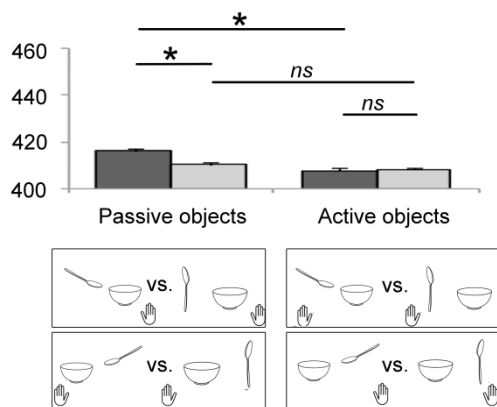 *
460
*
ns
440
ns
420
400
Passive objects Active objects
vs. vs.
vs. vs.